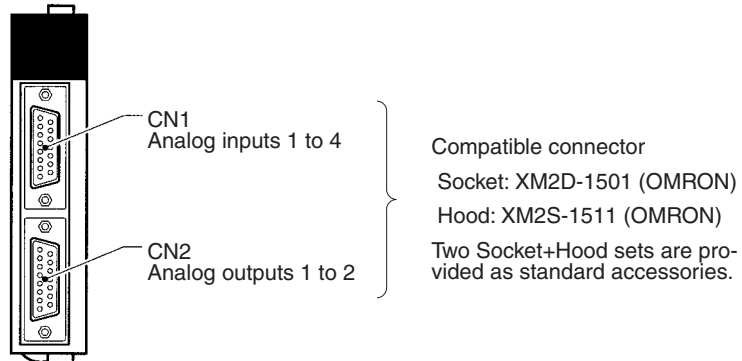 CN1
Analog inputs 1 to 4
CN2
Analog outputs 1 to 2
Compatible connector
Socket: XM2D-1501 (OMRON)
Hood: XM2S-1511 (OMRON)
Two Socket+Hood sets are pro-
vided as standard accessories.